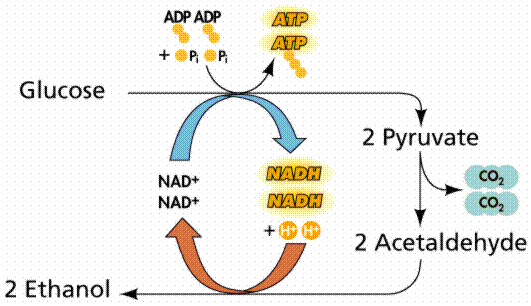 ADP ADP
ATP
ATP
+ Pi Pi
Glucose
2 Pyruvate
NAD+
NAD+
NADH
NADH
+ H+ H+
CO2
CO2
2 Acetaldehyde
2 Ethanol